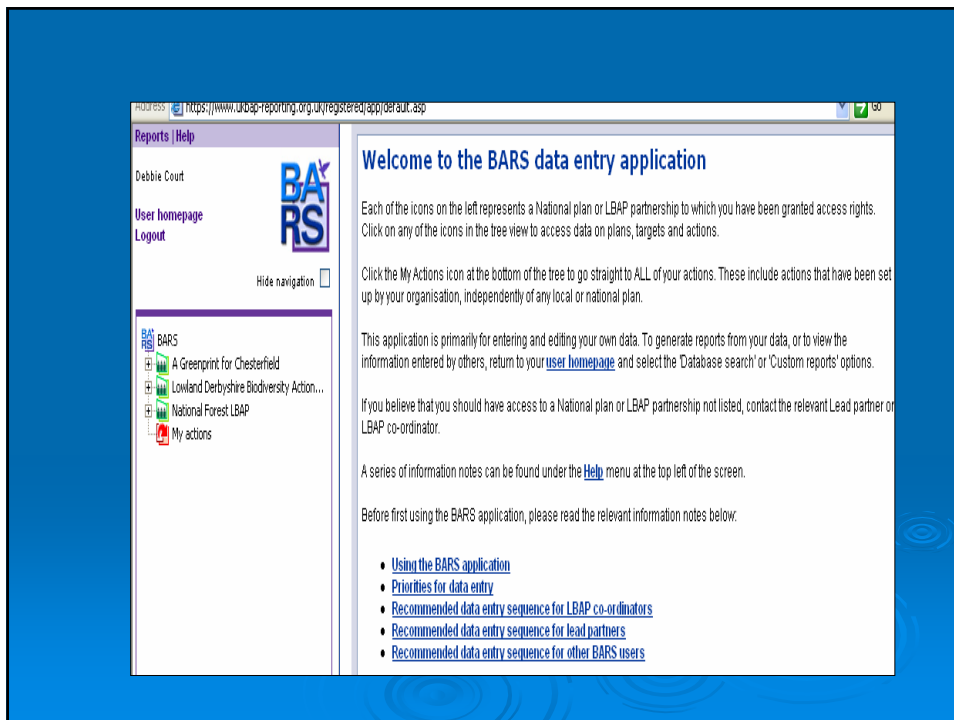 Address https://www.ukbap-reporting.org.uk/registered/app/default.asp Go
Reports | Help
Debbie Court
BARS
User homepage
Logout
Hide navigation
BARS
A Greenprint for Chesterfield
Lowland Derbyshire Biodiversity Action...
National Forest LBAP
My actions
Welcome to the BARS data entry application
Each of the icons on the left represents a National plan or LBAP partnership to which you have been granted access rights.
Click on any of the icons in the tree view to access data on plans, targets and actions.
Click the My Actions icon at the bottom of the tree to go straight to ALL of your actions. These include actions that have been set
up by your organisation, independently of any local or national plan.
This application is primarily for entering and editing your own data. To generate reports from your data, or to view the
information entered by others, return to your user homepage and select the 'Database search' or 'Custom reports' options.
If you believe that you should have access to a National plan or LBAP partnership not listed, contact the relevant Lead partner or
LBAP co-ordinator.
A series of information notes can be found under the Help menu at the top left of the screen.
Before first using the BARS application, please read the relevant information notes below:
Using the BARS application
Priorities for data entry
Recommended data entry sequence for LBAP co-ordinators
Recommended data entry sequence for lead partners
Recommended data entry sequence for other BARS users